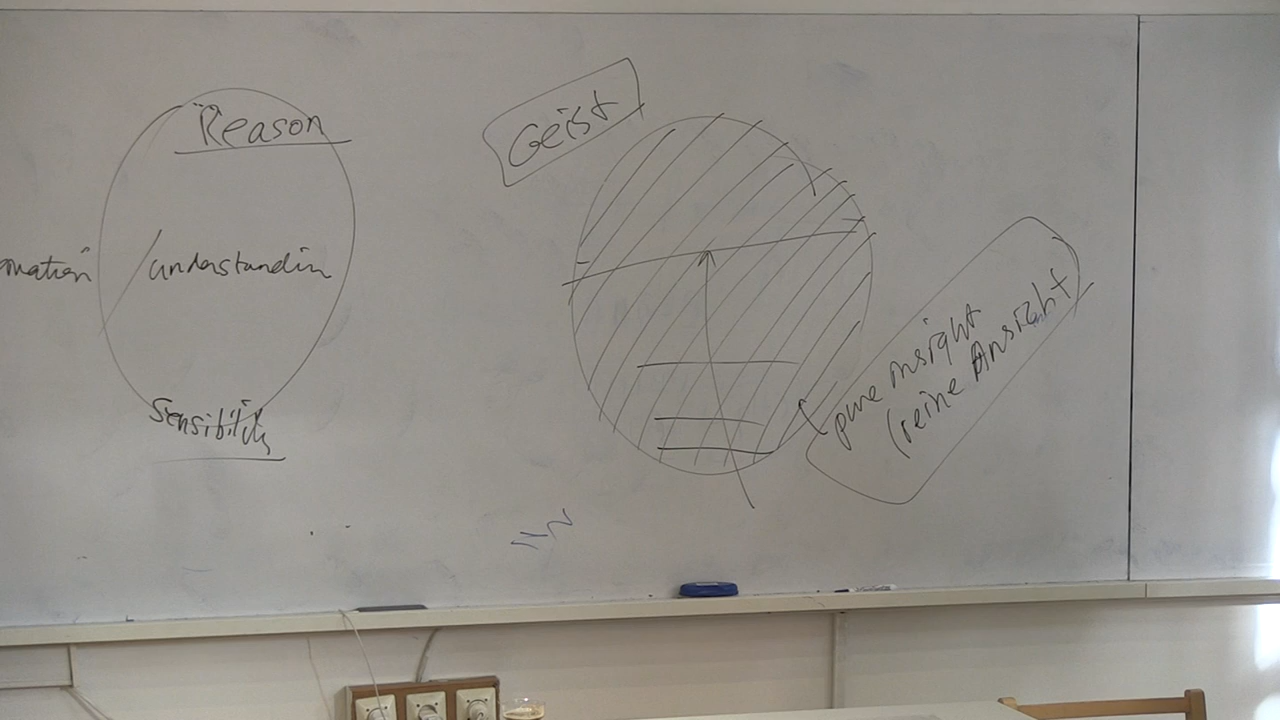 Reason
mation / understandin
Sensibility
Geist
pure insight
(reine Ansicht